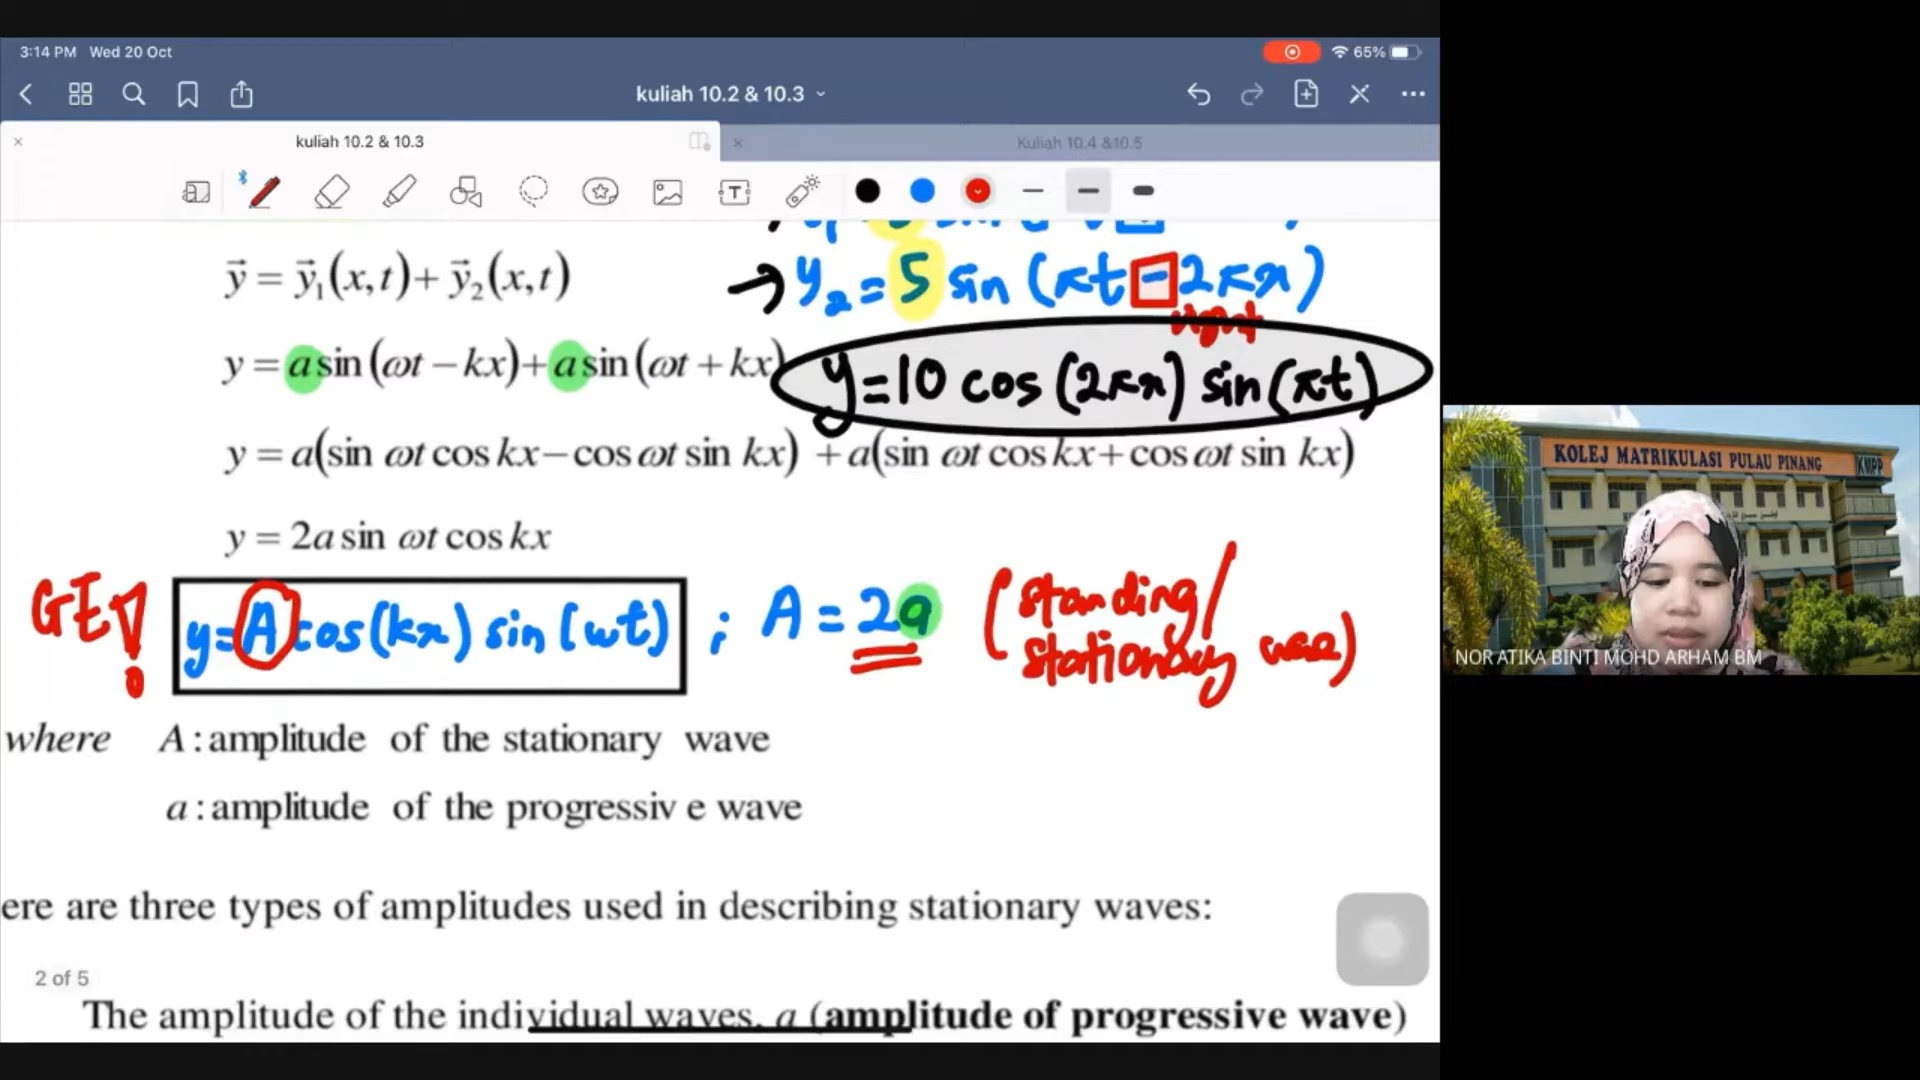 3:14 PM Wed 20 Oct
65%
kuliah 10.2 & 10.3
kuliah 10.2 & 10.3
Kuliah 10.4 &10.5
y⃗ = y⃗₁(x,t)+ y⃗₂(x,t)
y₂ = 5 sin (πt - 2πx)
right
y = a sin (ωt − kx)+ a sin (ωt + kx)
y=10 cos (2πx) sin (πt)
y = a(sin ωt cos kx−cos ωt sin kx) +a(sin ωt cos kx+cos ωt sin kx)
y = 2a sin ωt cos kx
GE!
y=A cos(kx) sin (ωt) ; A = 2a (standing/
stationary wave)
where A : amplitude of the stationary wave
a : amplitude of the progressiv e wave
ere are three types of amplitudes used in describing stationary waves:
2 of 5
The amplitude of the individual waves, a (amplitude of progressive wave)
KOLEJ MATRIKULASI PULAU PINANG
KMPP
NOR ATIKA BINTI MOHD ARHAM BM